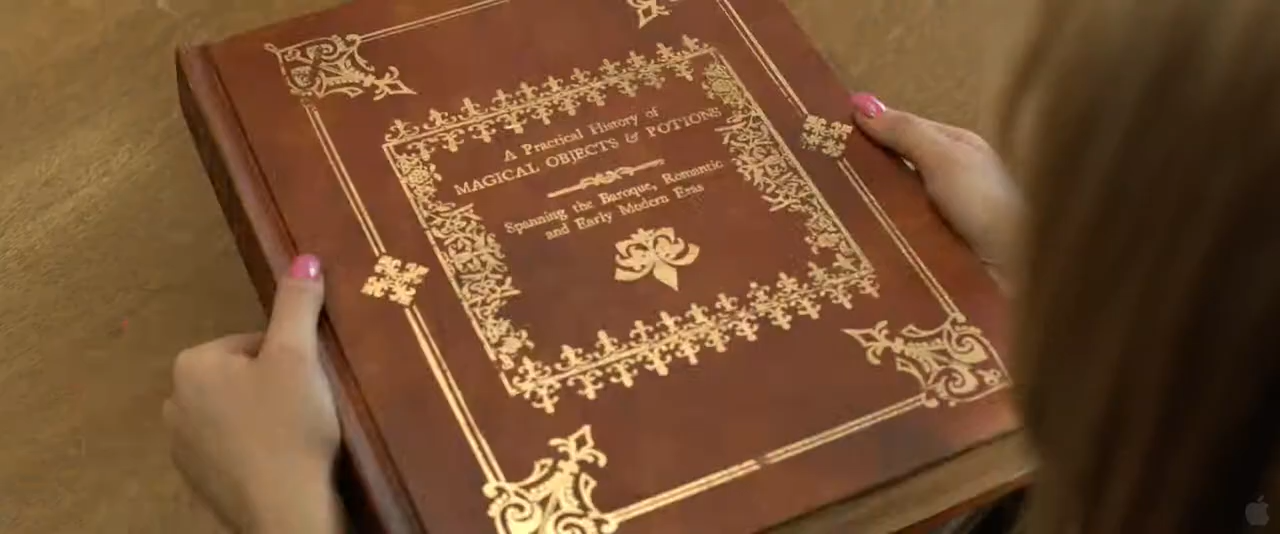 A Practical History of
MAGICAL OBJECTS & POTIONS
Spanning the Baroque, Romantic
and Early Modern Eras